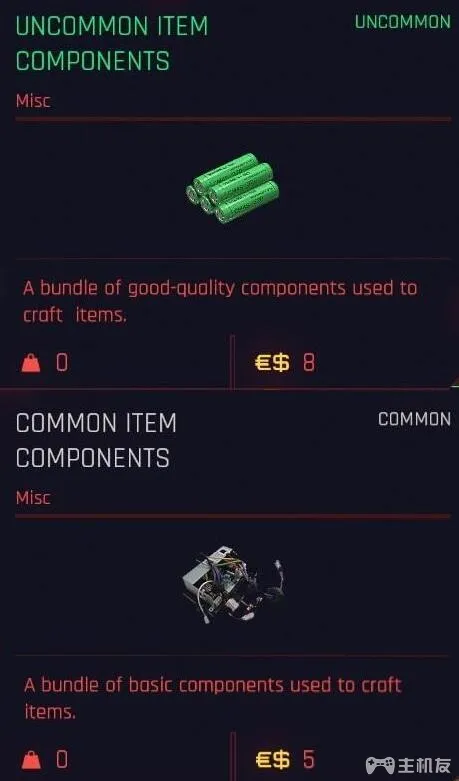 UNCOMMON ITEM
COMPONENTS
UNCOMMON
Misc
A bundle of good-quality components used to
craft items.
0
€$ 8
COMMON ITEM
COMPONENTS
COMMON
Misc
A bundle of basic components used to craft
items.
0
€$ 5
主机友